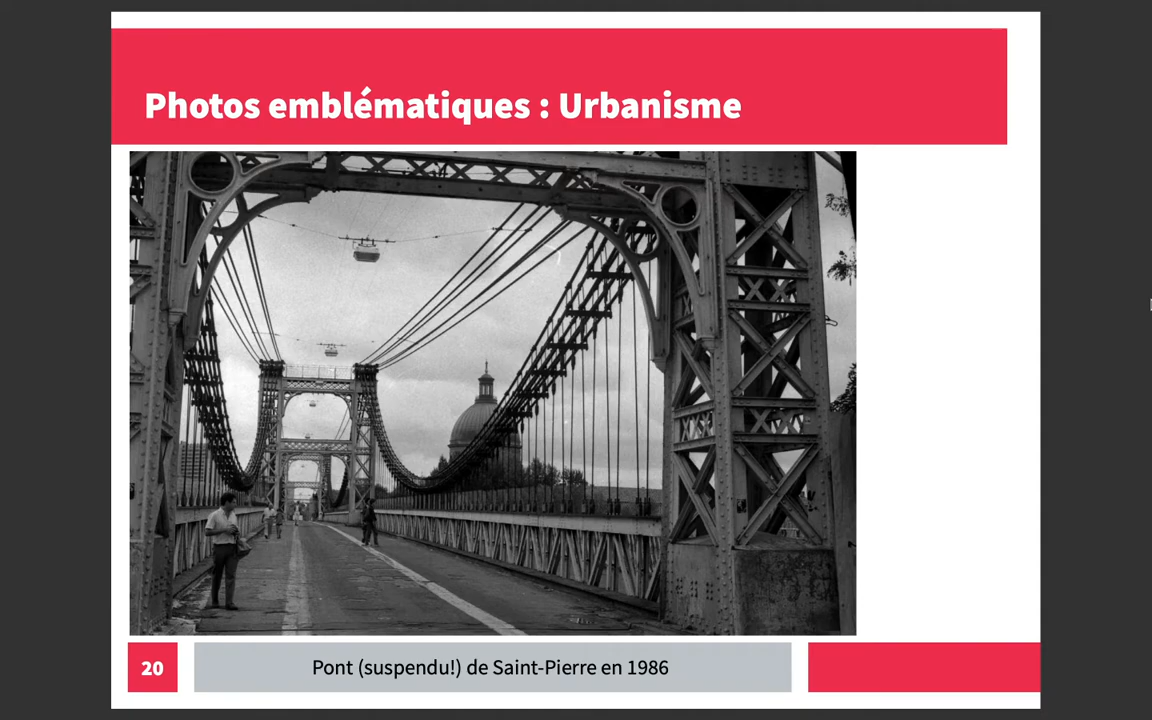 Photos emblématiques : Urbanisme
20
Pont (suspendu!) de Saint-Pierre en 1986